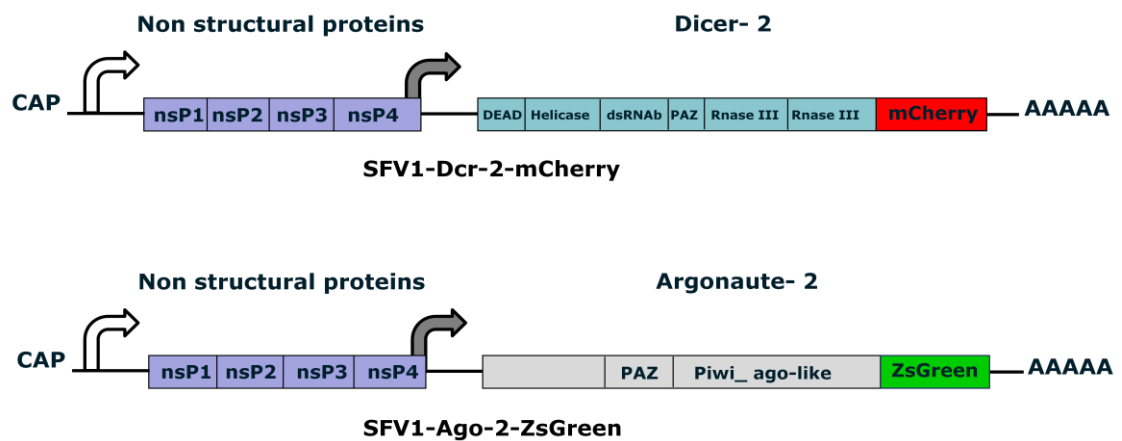 Non structural proteins Dicer- 2
CAP nsP1 nsP2 nsP3 nsP4 DEAD Helicase dsRNAb PAZ Rnase III Rnase III mCherry AAAAA
SFV1-Dcr-2-mCherry
Non structural proteins Argonaute- 2
CAP nsP1 nsP2 nsP3 nsP4 PAZ Piwi_ ago-like ZsGreen AAAAA
SFV1-Ago-2-ZsGreen